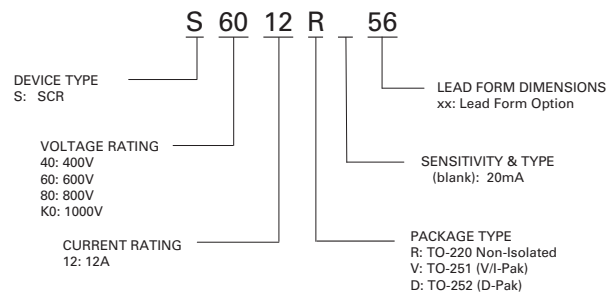 S 60 12 R _ 56
DEVICE TYPE
S: SCR
VOLTAGE RATING
40: 400V
60: 600V
80: 800V
K0: 1000V
CURRENT RATING
12: 12A
LEAD FORM DIMENSIONS
xx: Lead Form Option
SENSITIVITY & TYPE
(blank): 20mA
PACKAGE TYPE
R: TO-220 Non-Isolated
V: TO-251 (V/I-Pak)
D: TO-252 (D-Pak)